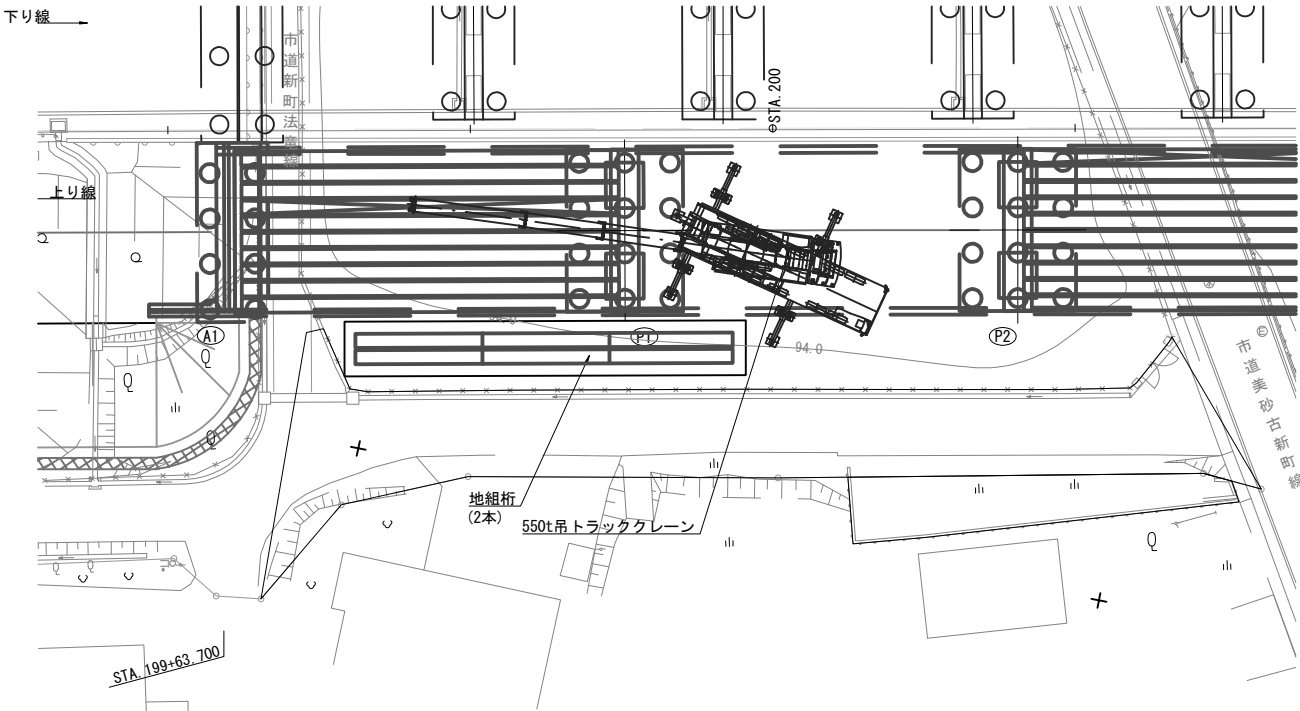 下り線
市道新町法童線
⊖STA.200
上り線
A1
P1
P2
94.0
市道美砂古新町線
地組桁
(2本)
550t吊トラッククレーン
STA.199+63.700